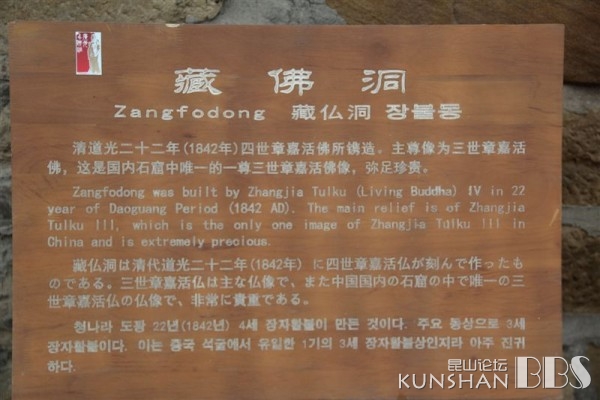 藏佛洞
Zangfodong 藏仏洞 장불동
清道光二十二年(1842年)四世章嘉活佛所镌造。主尊像为三世章嘉活
佛，这是国内石窟中唯一的一尊三世章嘉活佛像，弥足珍贵。
Zangfodong was built by Zhangjia Tulku (Living Buddha) IV in 22
year of Daoguang Period (1842 AD). The main relief is of Zhangjia
Tulku III, which is the only one image of Zhangjia Tulku III in
China and is extremely precious.
藏仏洞は清代道光二十二年(1842年) に四世章嘉活仏が刻んで作ったも
のである。三世章嘉活仏は主な仏像で、また中国国内の石窟の中で唯一の三
世章嘉活仏の仏像で、非常に貴重である。
청나라 도광 22년(1842년) 4세 장자활불이 만든 것이다. 주요 동상으로 3세
장자활불이다. 이는 중국 석굴에서 유일한 1기의 3세 장자활불상인지라 아주 진귀
하다.
昆山论坛
KUNSHAN BBS